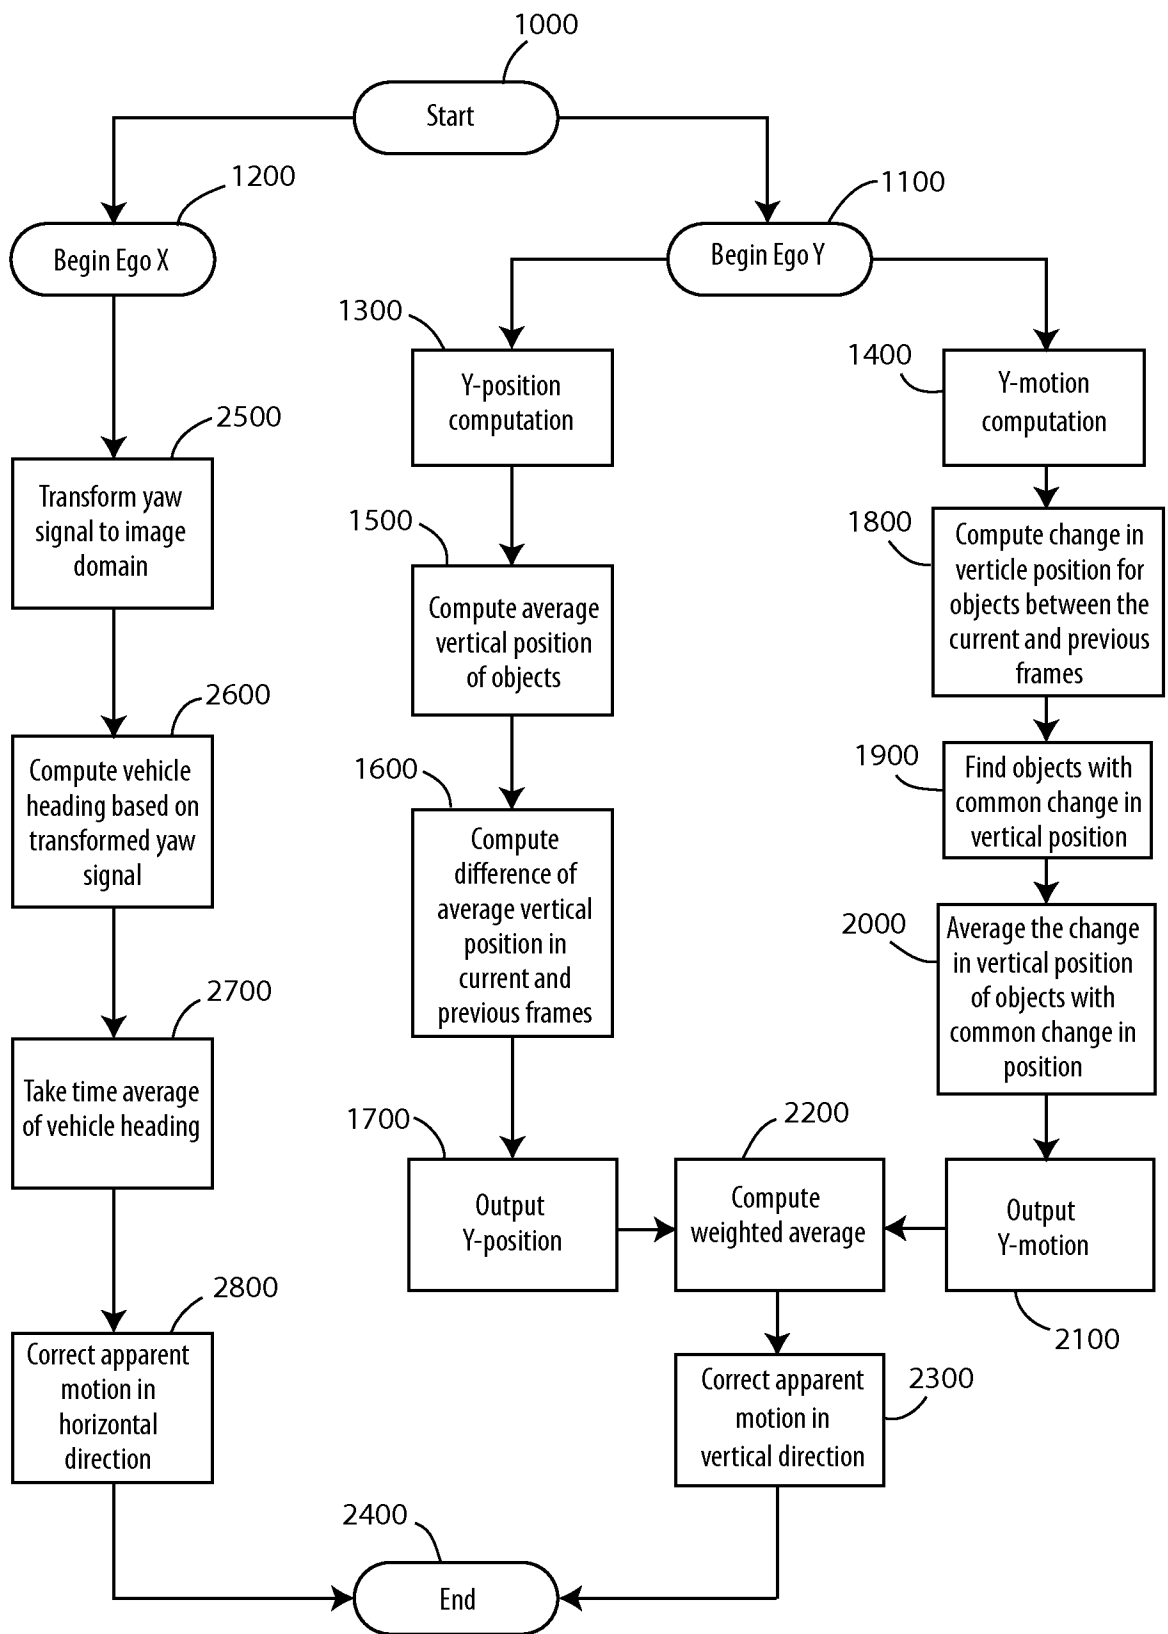 1000
Start
1200
Begin Ego X
1100
Begin Ego Y
2500
Transform yaw
signal to image
domain
2600
Compute vehicle
heading based on
transformed yaw
signal
2700
Take time average
of vehicle heading
2800
Correct apparent
motion in
horizontal
direction
1300
Y-position
computation
1500
Compute average
vertical position
of objects
1600
Compute
difference of
average vertical
position in
current and
previous frames
1700
Output
Y-position
1400
Y-motion
computation
1800
Compute change in
verticle position for
objects between the
current and previous
frames
1900
Find objects with
common change in
vertical position
2000
Average the change
in vertical position
of objects with
common change in
position
Output
Y-motion
2100
2200
Compute
weighted average
2300
Correct apparent
motion in
vertical direction
2400
End